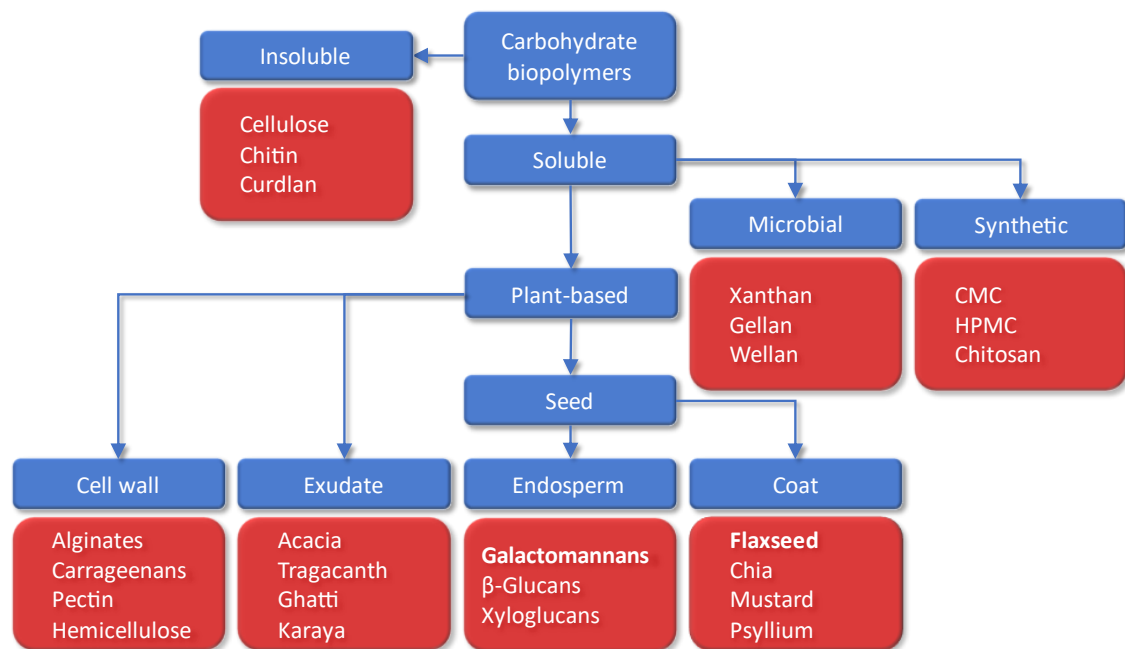 Carbohydrate
biopolymers
Insoluble
Cellulose
Chitin
Curdlan
Soluble
Microbial
Synthetic
Xanthan
Gellan
Wellan
CMC
HPMC
Chitosan
Plant-based
Seed
Cell wall
Exudate
Endosperm
Coat
Alginates
Carrageenans
Pectin
Hemicellulose
Acacia
Tragacanth
Ghatti
Karaya
Galactomannans
β-Glucans
Xyloglucans
Flaxseed
Chia
Mustard
Psyllium